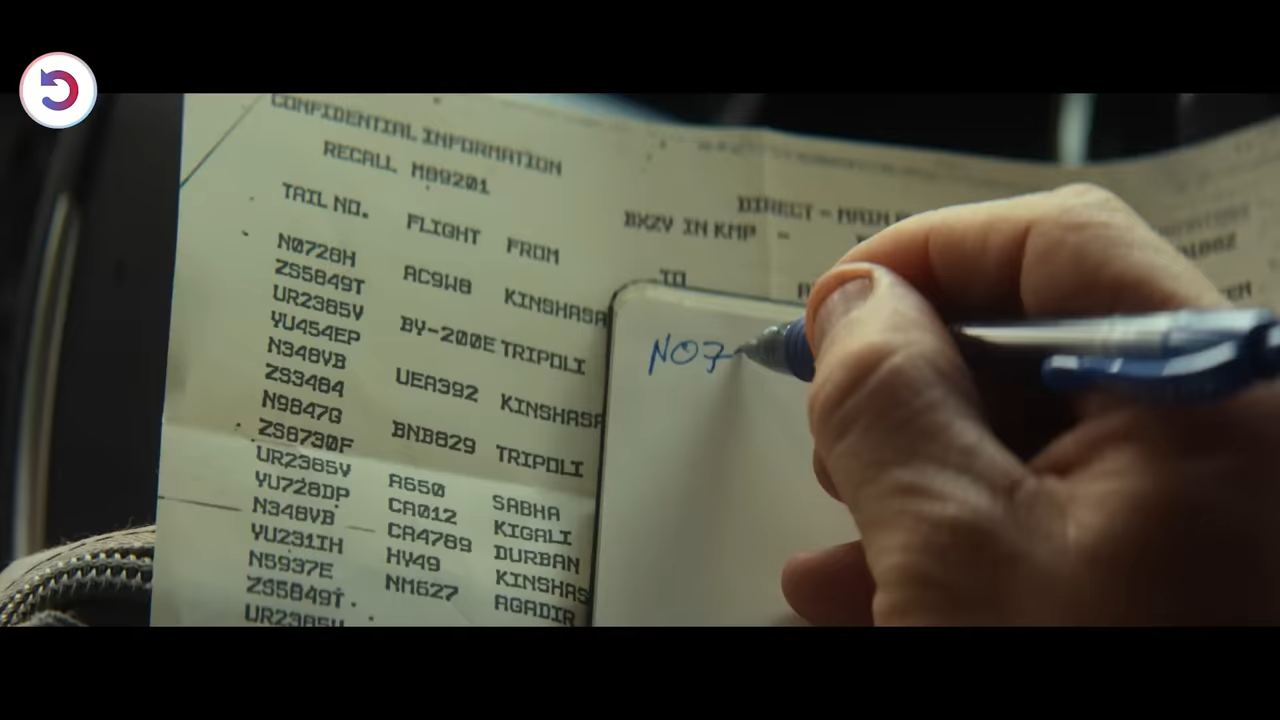 CONFIDENTIAL INFORMATION
RECALL M89201
DIRECT - MAIN
BXZV IN KMP -
TAIL NO. FLIGHT FROM TO
N0728H AC9W8 KINSHASA
ZS5849T
UR2385V BY-200E TRIPOLI
YU454EP
N348VB UEA392 KINSHASA
ZS3484
N9847G BNB829 TRIPOLI
ZS8730F
UR2385V A650 SABHA
YU728DP CA012 KIGALI
N348VB CA4789 DURBAN
YU231IH HY49 KINSHAS
N5937E NM627 AGADIR
ZS5849T
UR2385V
NO7